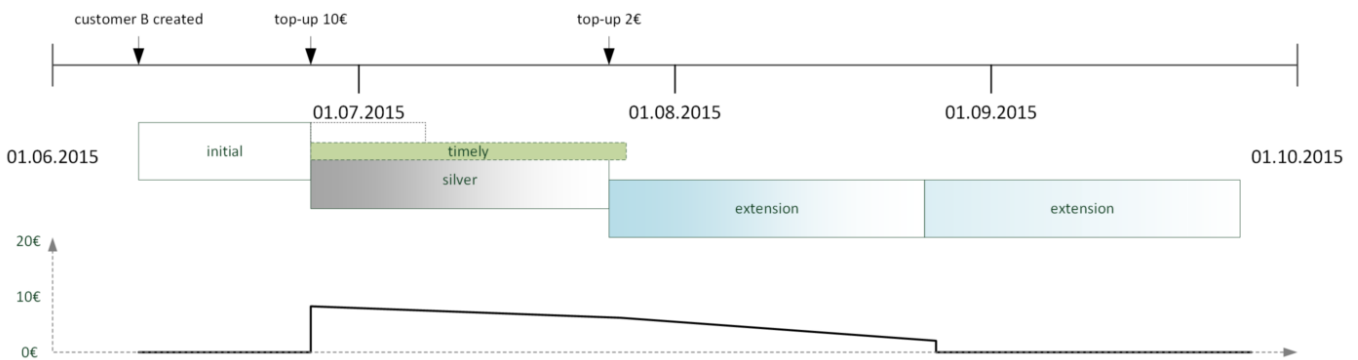 customer B created
top-up 10€
top-up 2€
01.07.2015
01.08.2015
01.09.2015
01.06.2015
01.10.2015
initial
timely
silver
extension
extension
20€
10€
0€